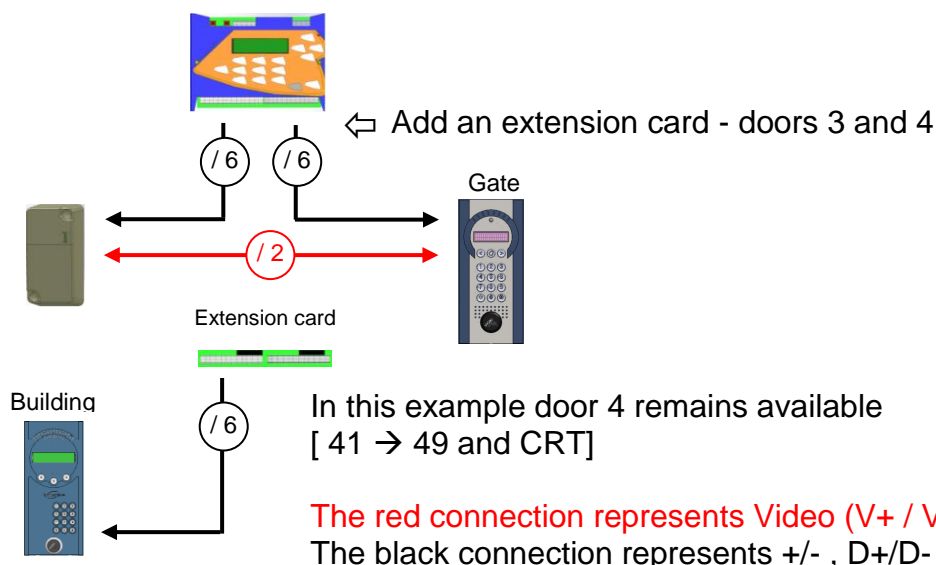 ⇦ Add an extension card - doors 3 and 4
/ 6
/ 6
Gate
/ 2
Extension card
Building
/ 6
In this example door 4 remains available
[ 41 → 49 and CRT]
The red connection represents Video (V+ / V
The black connection represents +/- , D+/D-